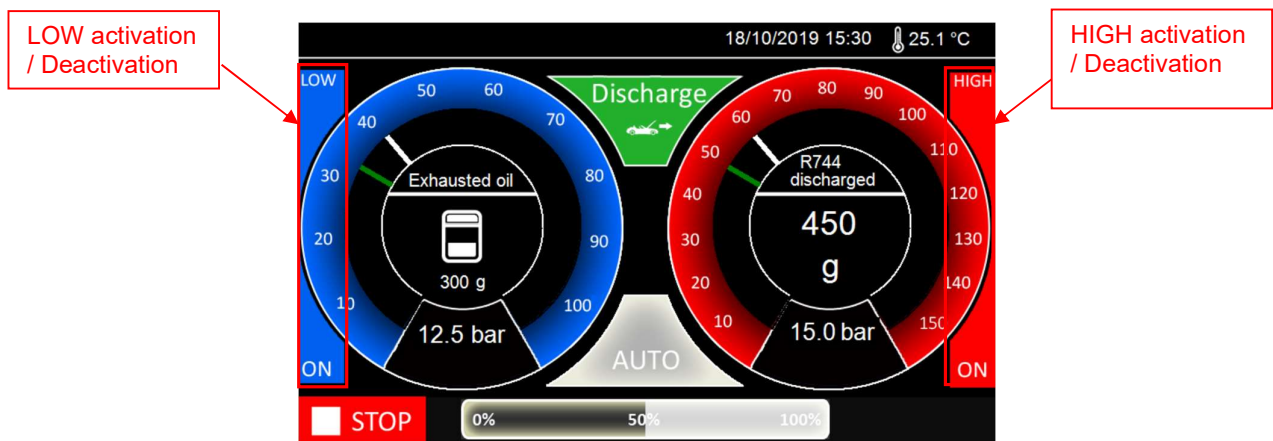 LOW activation
/ Deactivation
18/10/2019 15:30 25.1 °C
HIGH activation
/ Deactivation
LOW
10
20
30
40
50
60
70
80
90
100
Exhausted oil
300 g
12.5 bar
ON
Discharge
AUTO
10
20
30
40
50
60
70
80
90
100
110
120
130
140
150
R744
discharged
450
g
15.0 bar
HIGH
ON
STOP
0% 50% 100%